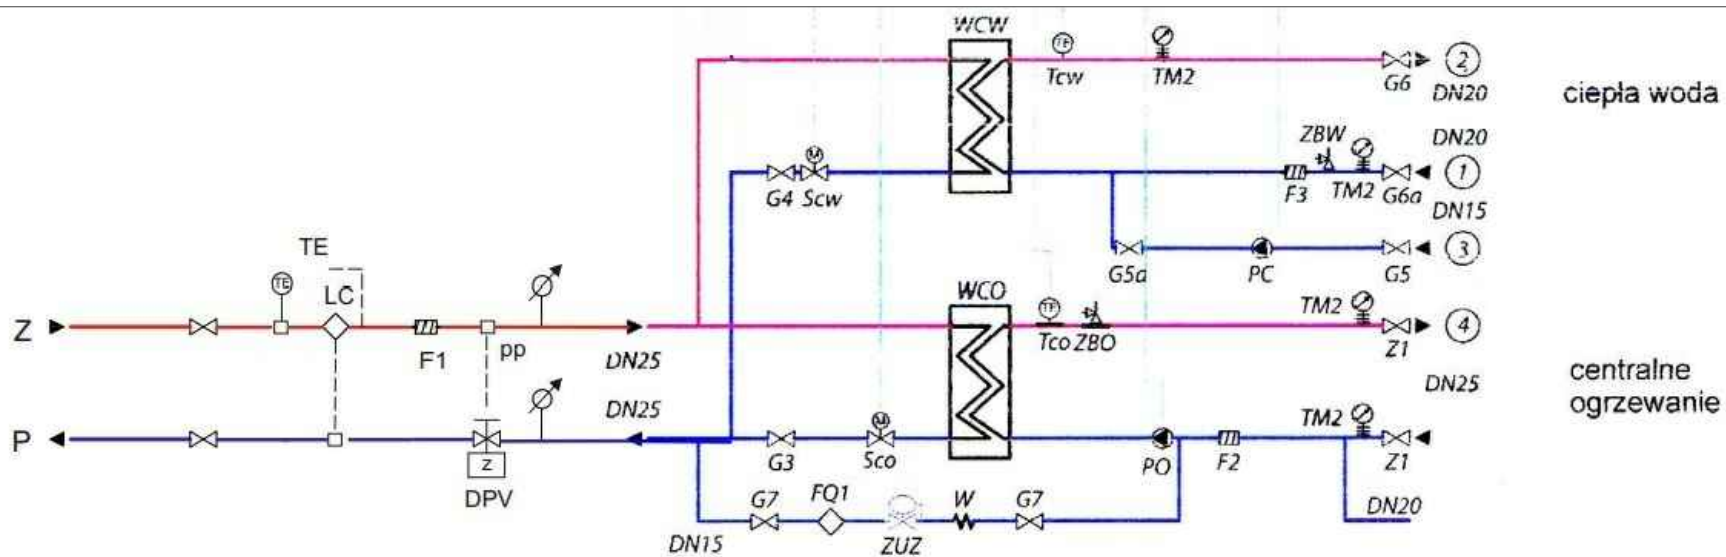 WCW
TE
Tcw
TM2
G6
2
DN20
ciepła woda
DN20
ZBW
M
G4
Scw
F3
TM2
G6a
1
DN15
G5a
PC
G5
3
TE
TE
LC
WCO
TE
TM2
Z
F1
pp
DN25
Tco
ZBO
Z1
4
DN25
centralne
ogrzewanie
DN25
P
M
TM2
z
DPV
G3
Sco
PO
F2
Z1
G7
FQ1
W
G7
DN20
DN15
ZUZ